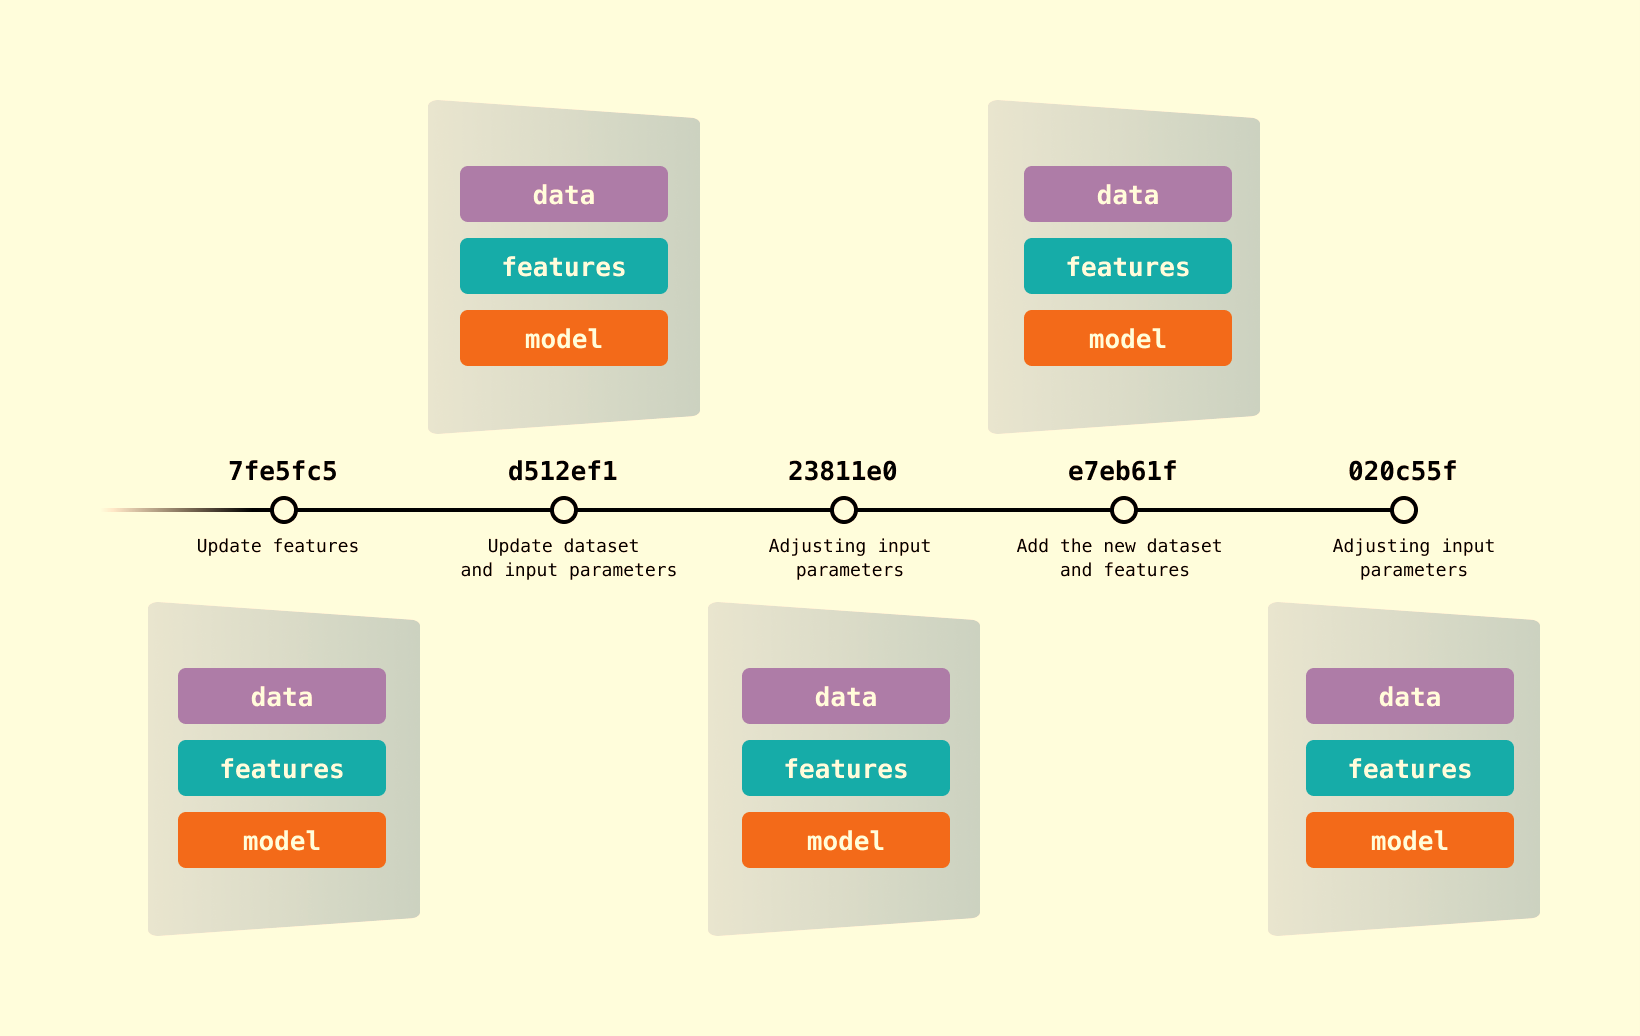 data
features
model
data
features
model
7fe5fc5
d512ef1
23811e0
e7eb61f
020c55f
Update features
Update dataset
and input parameters
Adjusting input
parameters
Add the new dataset
and features
Adjusting input
parameters
data
features
model
data
features
model
data
features
model